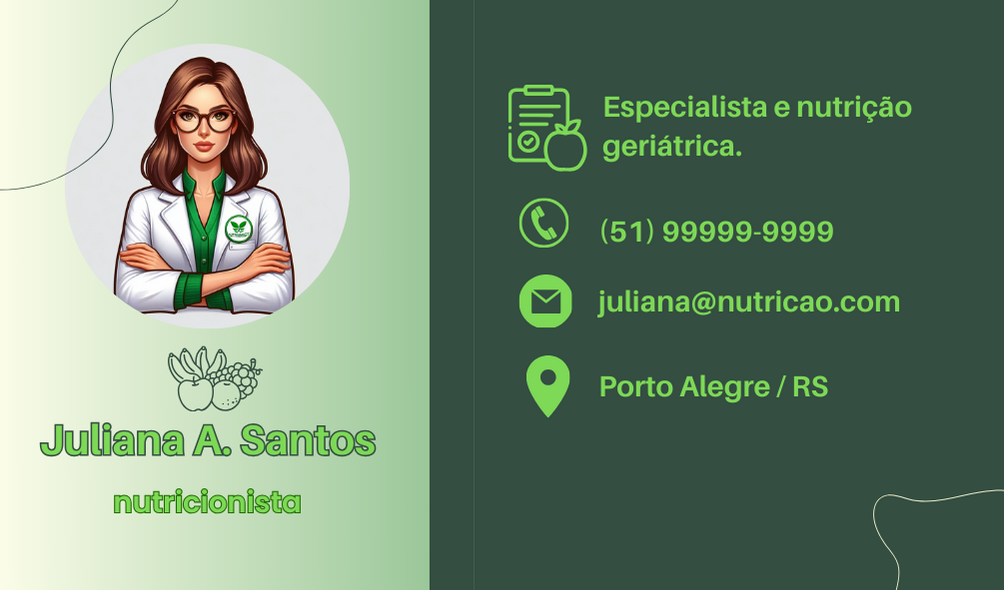 Juliana A. Santos
nutricionista
Especialista e nutrição
geriátrica.
(51) 99999-9999
juliana@nutricao.com
Porto Alegre / RS